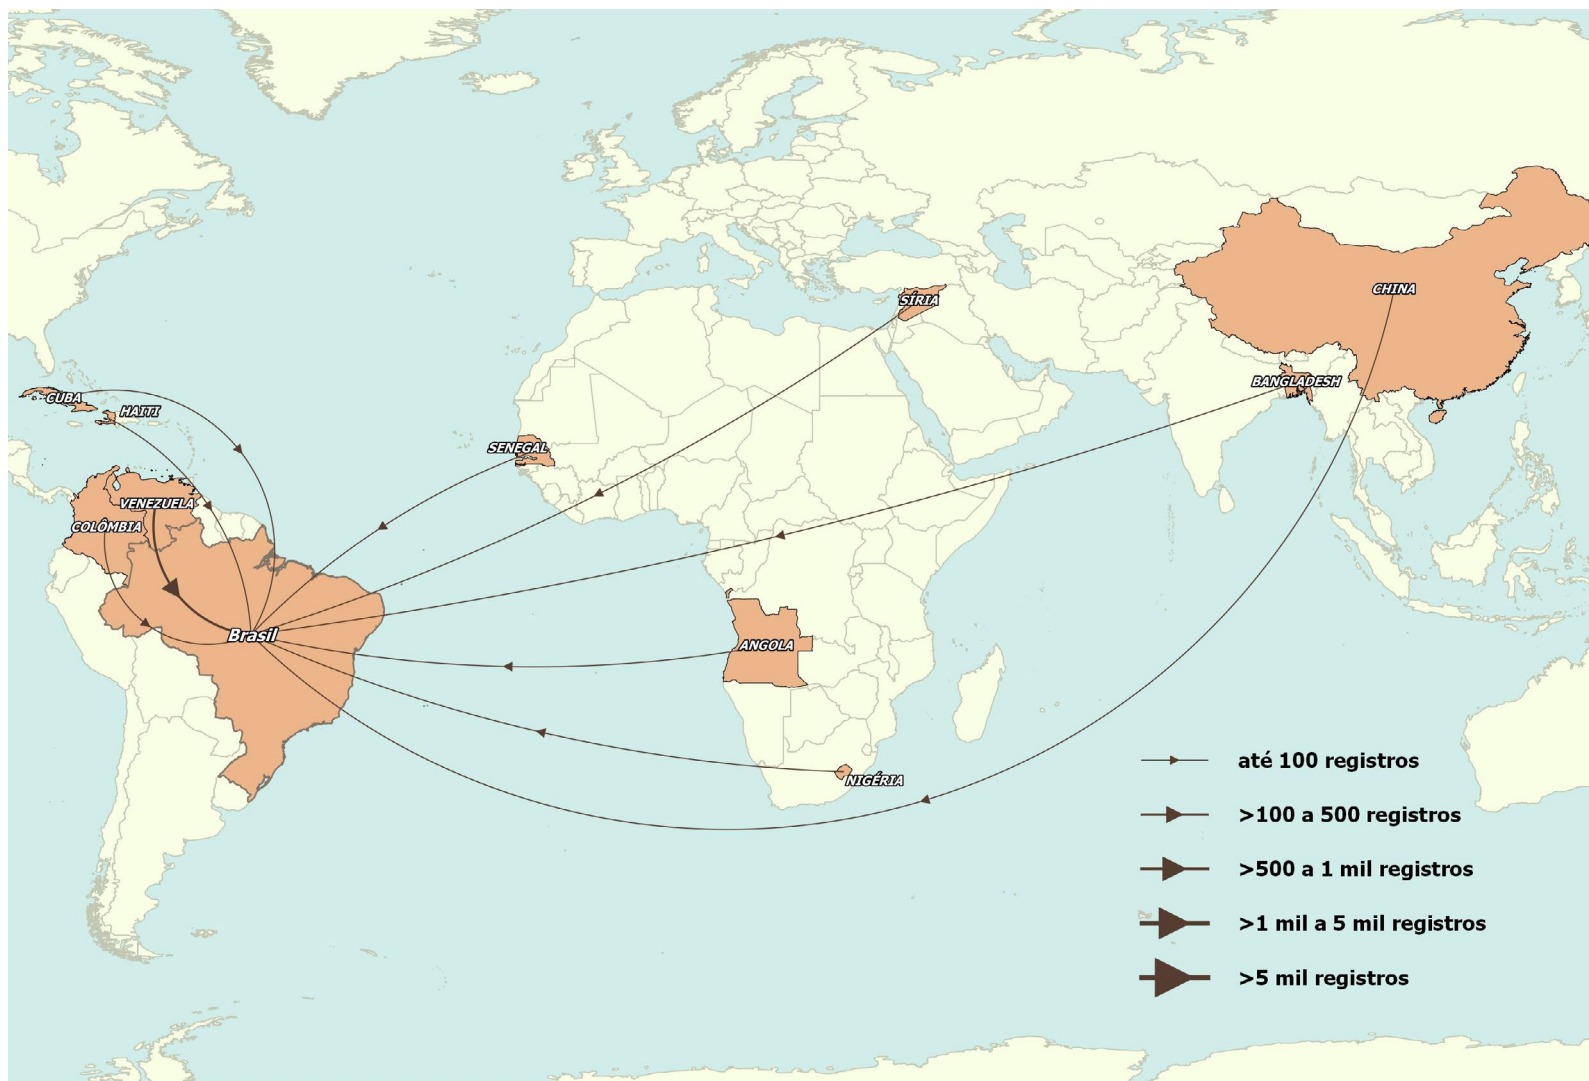 CHINA
SÍRIA
BANGLADESH
CUBA
HAITI
SENEGAL
VENEZUELA
COLÔMBIA
Brasil
ANGOLA
NIGÉRIA
até 100 registros
>100 a 500 registros
>500 a 1 mil registros
>1 mil a 5 mil registros
>5 mil registros